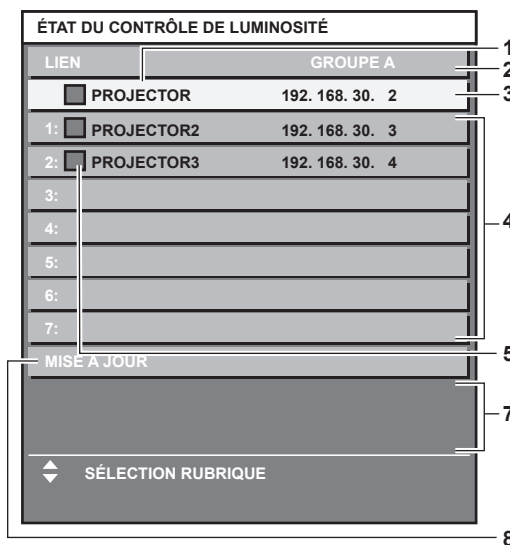 ÉTAT DU CONTRÔLE DE LUMINOSITÉ
LIEN GROUPE A
PROJECTOR 192. 168. 30. 2
1: PROJECTOR2 192. 168. 30. 3
2: PROJECTOR3 192. 168. 30. 4
3:
4:
5:
6:
7:
MISE À JOUR
SÉLECTION RUBRIQUE
1
2
3
4
5
7
8